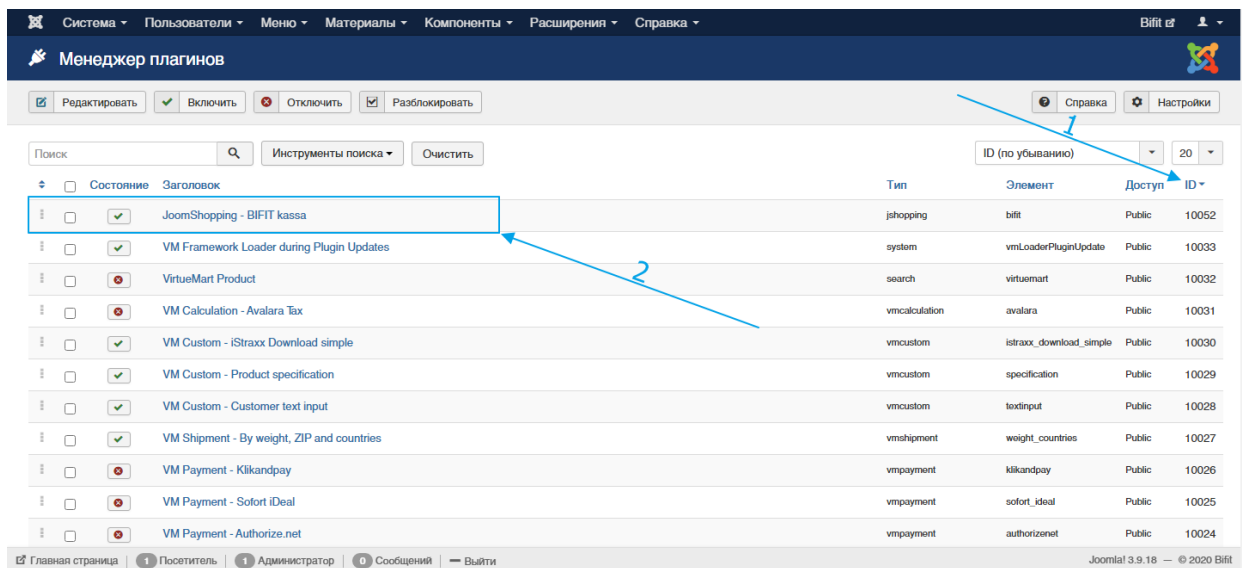 Система Пользователи Меню Материалы Компоненты Расширения Справка Bifit
Менеджер плагинов
Редактировать Включить Отключить Разблокировать Справка Настройки
1
Поиск Инструменты поиска Очистить ID (по убыванию) 20
Состояние Заголовок Тип Элемент Доступ ID
JoomShopping - BIFIT kassa jshopping bifit Public 10052
VM Framework Loader during Plugin Updates system vmLoaderPluginUpdate Public 10033
2
VirtueMart Product search virtuemart Public 10032
VM Calculation - Avalara Tax vmcalculation avalara Public 10031
VM Custom - iStraxx Download simple vmcustom istraxx_download_simple Public 10030
VM Custom - Product specification vmcustom specification Public 10029
VM Custom - Customer text input vmcustom textinput Public 10028
VM Shipment - By weight, ZIP and countries vmshipment weight_countries Public 10027
VM Payment - Klikandpay vmpayment klikandpay Public 10026
VM Payment - Sofort iDeal vmpayment sofort_ideal Public 10025
VM Payment - Authorize.net vmpayment authorizenet Public 10024
Главная страница 1 Посетитель 1 Администратор 0 Сообщений Выйти Joomla! 3.9.18 — © 2020 Bifit